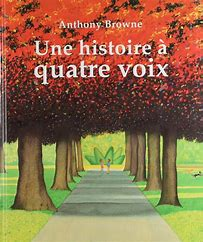 Anthony Browne
Une histoire à
quatre voix